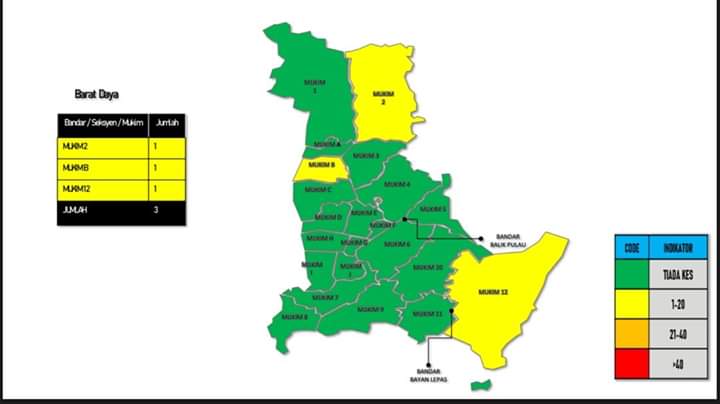 Barat Daya
Bandar / Seksyen / Mukim Jumlah
MUKIM2 1
MUKIMB 1
MUKIM12 1
JUMLAH 3
MUKIM
1
MUKIM
2
MUKIM A
MUKIM 3
MUKIM B
MUKIM C
MUKIM 4
MUKIM D
MUKIM E
MUKIM 5
MUKIM F
MUKIM H
MUKIM G
MUKIM 6
BANDAR
BALIK PULAU
MUKIM
I
MUKIM
MUKIM 10
MUKIM 12
MUKIM 7
MUKIM 8
MUKIM 9
MUKIM 11
BANDAR
BAYAN LEPAS
CODE INDIKATOR
TIADA KES
1-20
21-40
>40